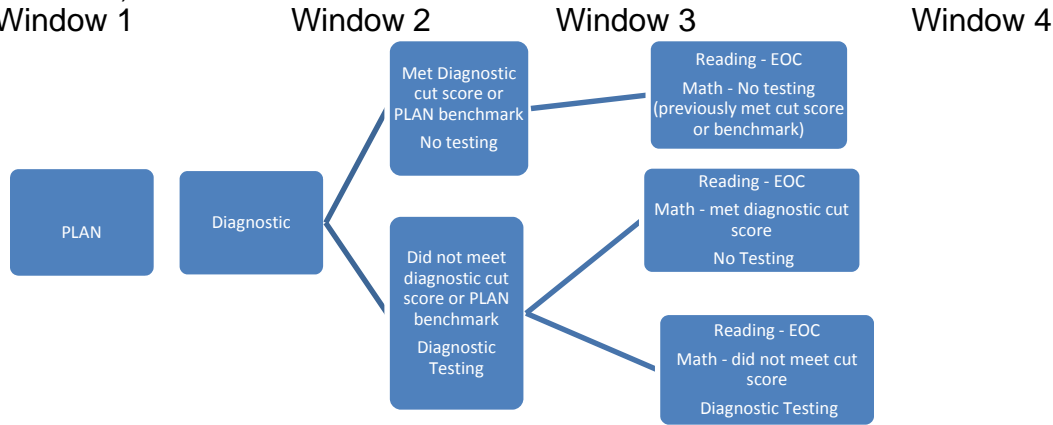 Window 1
Window 2
Window 3
Window 4
PLAN
Diagnostic
Met Diagnostic
cut score or
PLAN benchmark
No testing
Did not meet
diagnostic cut
score or PLAN
benchmark
Diagnostic
Testing
Reading - EOC
Math - No testing
(previously met cut score
or benchmark)
Reading - EOC
Math - met diagnostic cut
score
No Testing
Reading - EOC
Math - did not meet cut
score
Diagnostic Testing